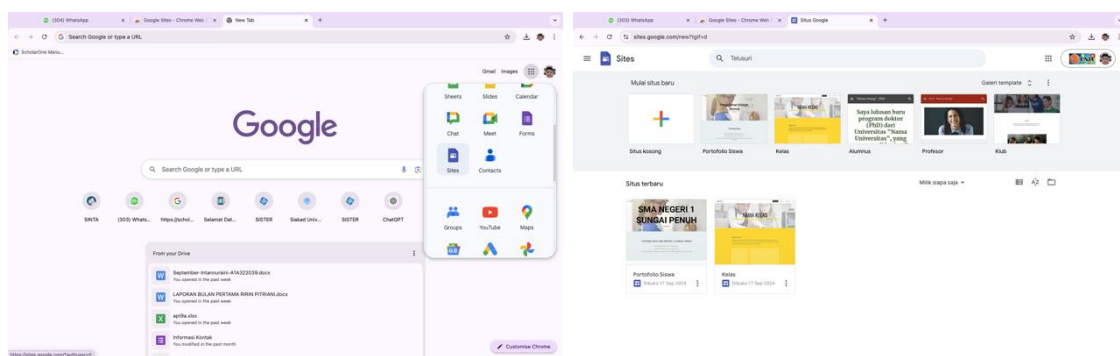 (304) WhatsApp
Google Sites - Chrome Web
New Tab
Search Google or type a URL
ScholarOne Manu...
Gmail Images
Sheets Slides Calendar
Chat Meet Forms
Sites Contacts
Groups YouTube Maps
Google
Search Google or type a URL
SINTA (303) Whats... https://schol... Selamat Dat... SISTER Siakad Univ... SISTER ChatGPT
From your Drive
September-Intannuraini-A1A322039.docx
You opened in the past week
LAPORAN BULAN PERTAMA RIRIN PITRIANI.docx
You opened in the past week
You opened in the past week
Informasi Kontak
You modified in the past month
Customise Chrome
(303) WhatsApp
Google Sites - Chrome Web
Situs Google
sites.google.com/new?tgif=d
Sites
Telusuri
Mulai situs baru
Galeri template
Saya lulusan baru
program doktor
(PhD) dari
Universitas "Nama
Universitas", yang
Situs kosong Portofolio Siswa Kelas Alumnus Profesor Klub
Situs terbaru
Milik siapa saja
SMA NEGERI 1
SUNGAI PENUH
NAMA KELAS
Portofolio Siswa
Dibuka 17 Sep 2024
Kelas
Dibuka 17 Sep 2024